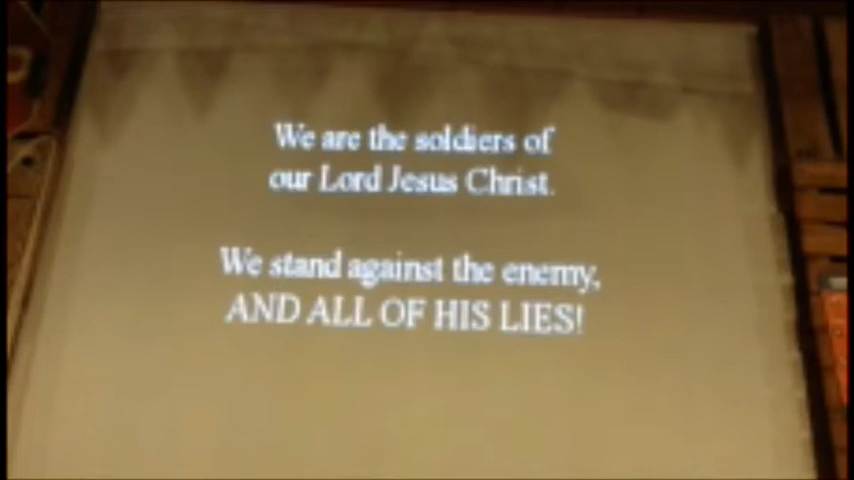 We are the soldiers of
our Lord Jesus Christ.
We stand against the enemy,
AND ALL OF HIS LIES!